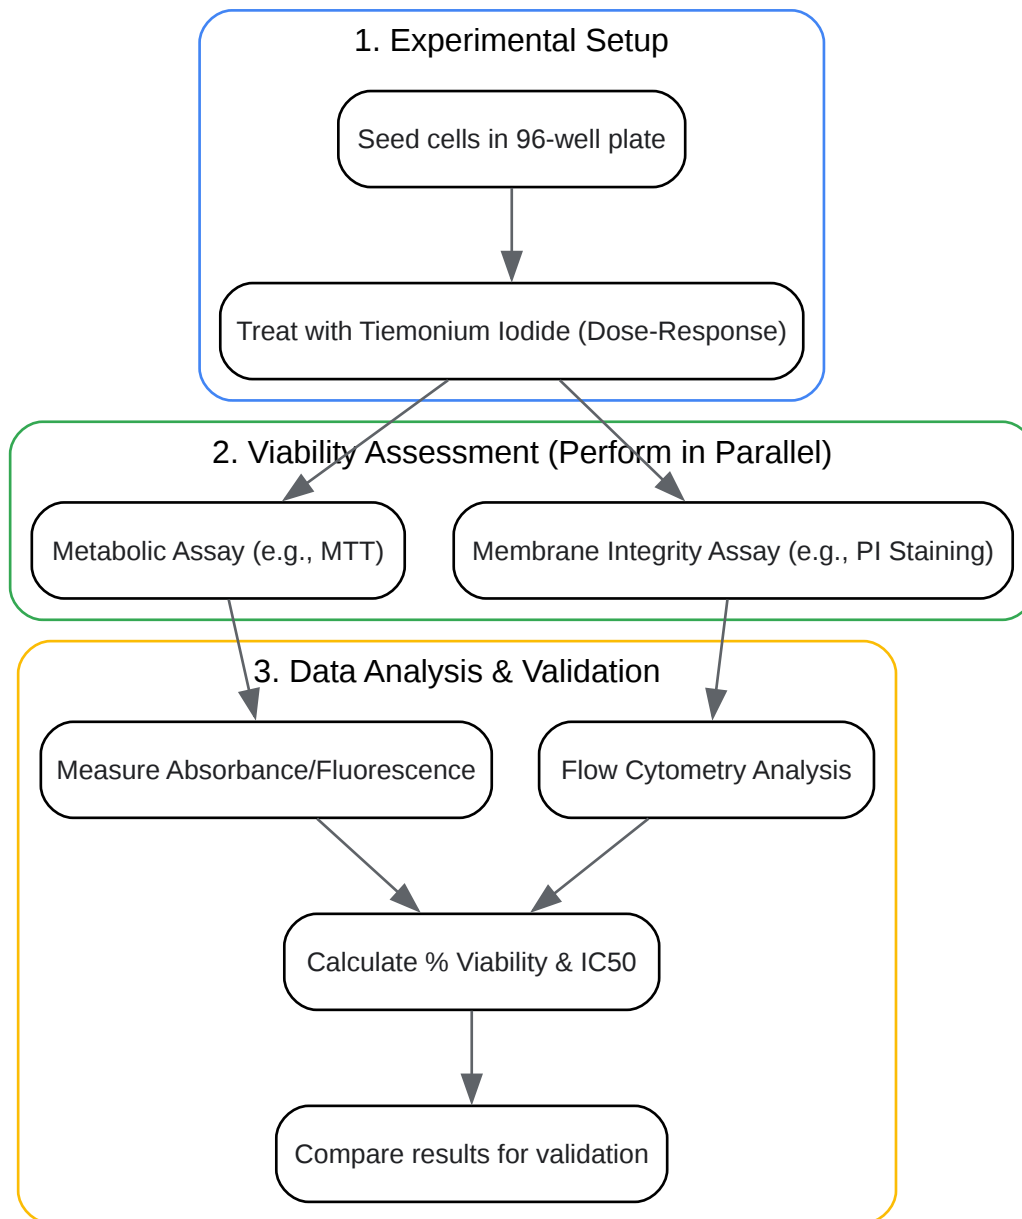 1. Experimental Setup
Seed cells in 96-well plate
Treat with Tiemonium Iodide (Dose-Response)
2. Viability Assessment (Perform in Parallel)
Metabolic Assay (e.g., MTT)
Membrane Integrity Assay (e.g., PI Staining)
3. Data Analysis & Validation
Measure Absorbance/Fluorescence
Flow Cytometry Analysis
Calculate % Viability & IC50
Compare results for validation